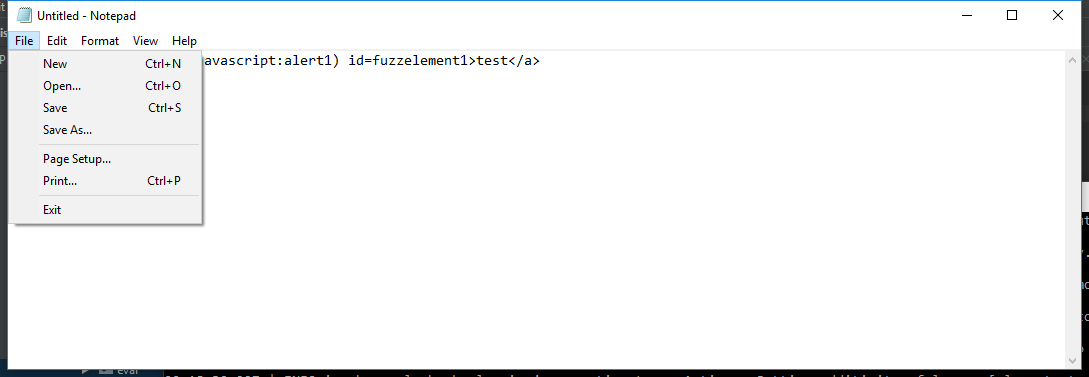 Untitled - Notepad
File Edit Format View Help
avascript:alert1) id=fuzzelement1>test</a>
New Ctrl+N
Open... Ctrl+O
Save Ctrl+S
Save As...
Page Setup...
Print... Ctrl+P
Exit
eval